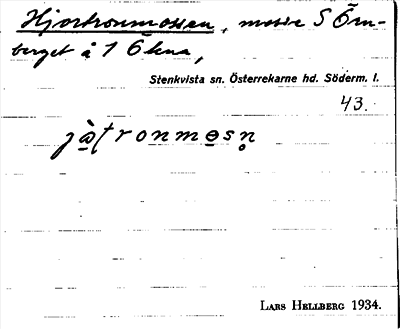 Hjortronmossen, mosse S Örn-
berget å 1 Ökna,
Stenkvista sn. Österrekarne hd. Söderm. l.
43.
LARS HELLBERG 1934.